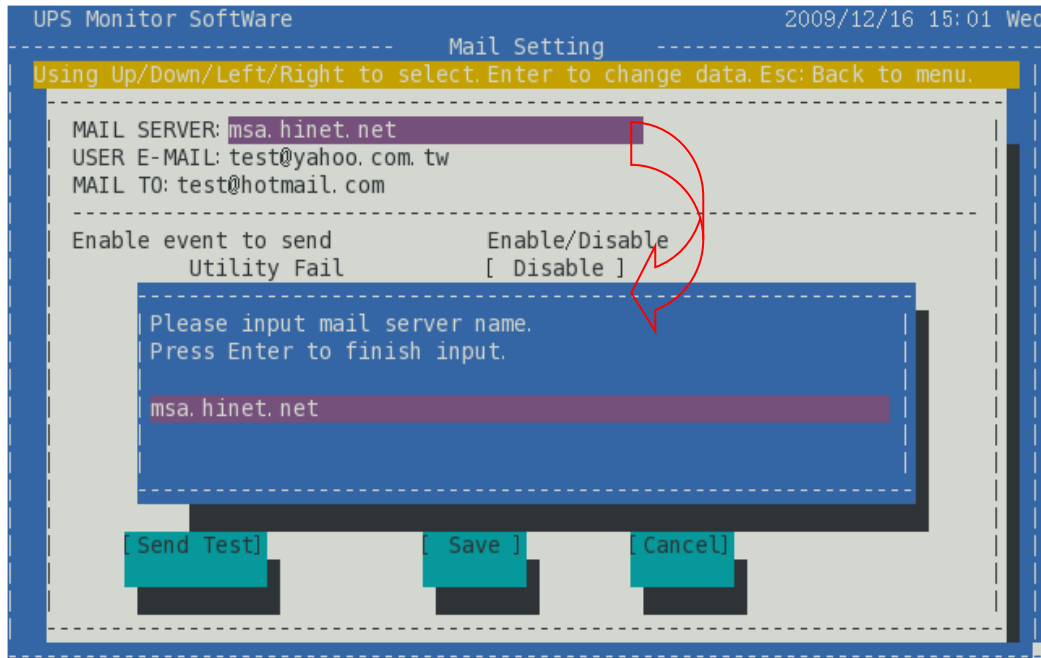 UPS Monitor SoftWare 2009/12/16 15:01 Wed
Mail Setting
Using Up/Down/Left/Right to select.Enter to change data.Esc:Back to menu.
MAIL SERVER: msa.hinet.net
USER E-MAIL: test@yahoo.com.tw
MAIL TO: test@hotmail.com
Enable event to send Enable/Disable
Utility Fail [ Disable ]
Please input mail server name.
Press Enter to finish input.
msa.hinet.net
[Send Test] [ Save ] [Cancel]